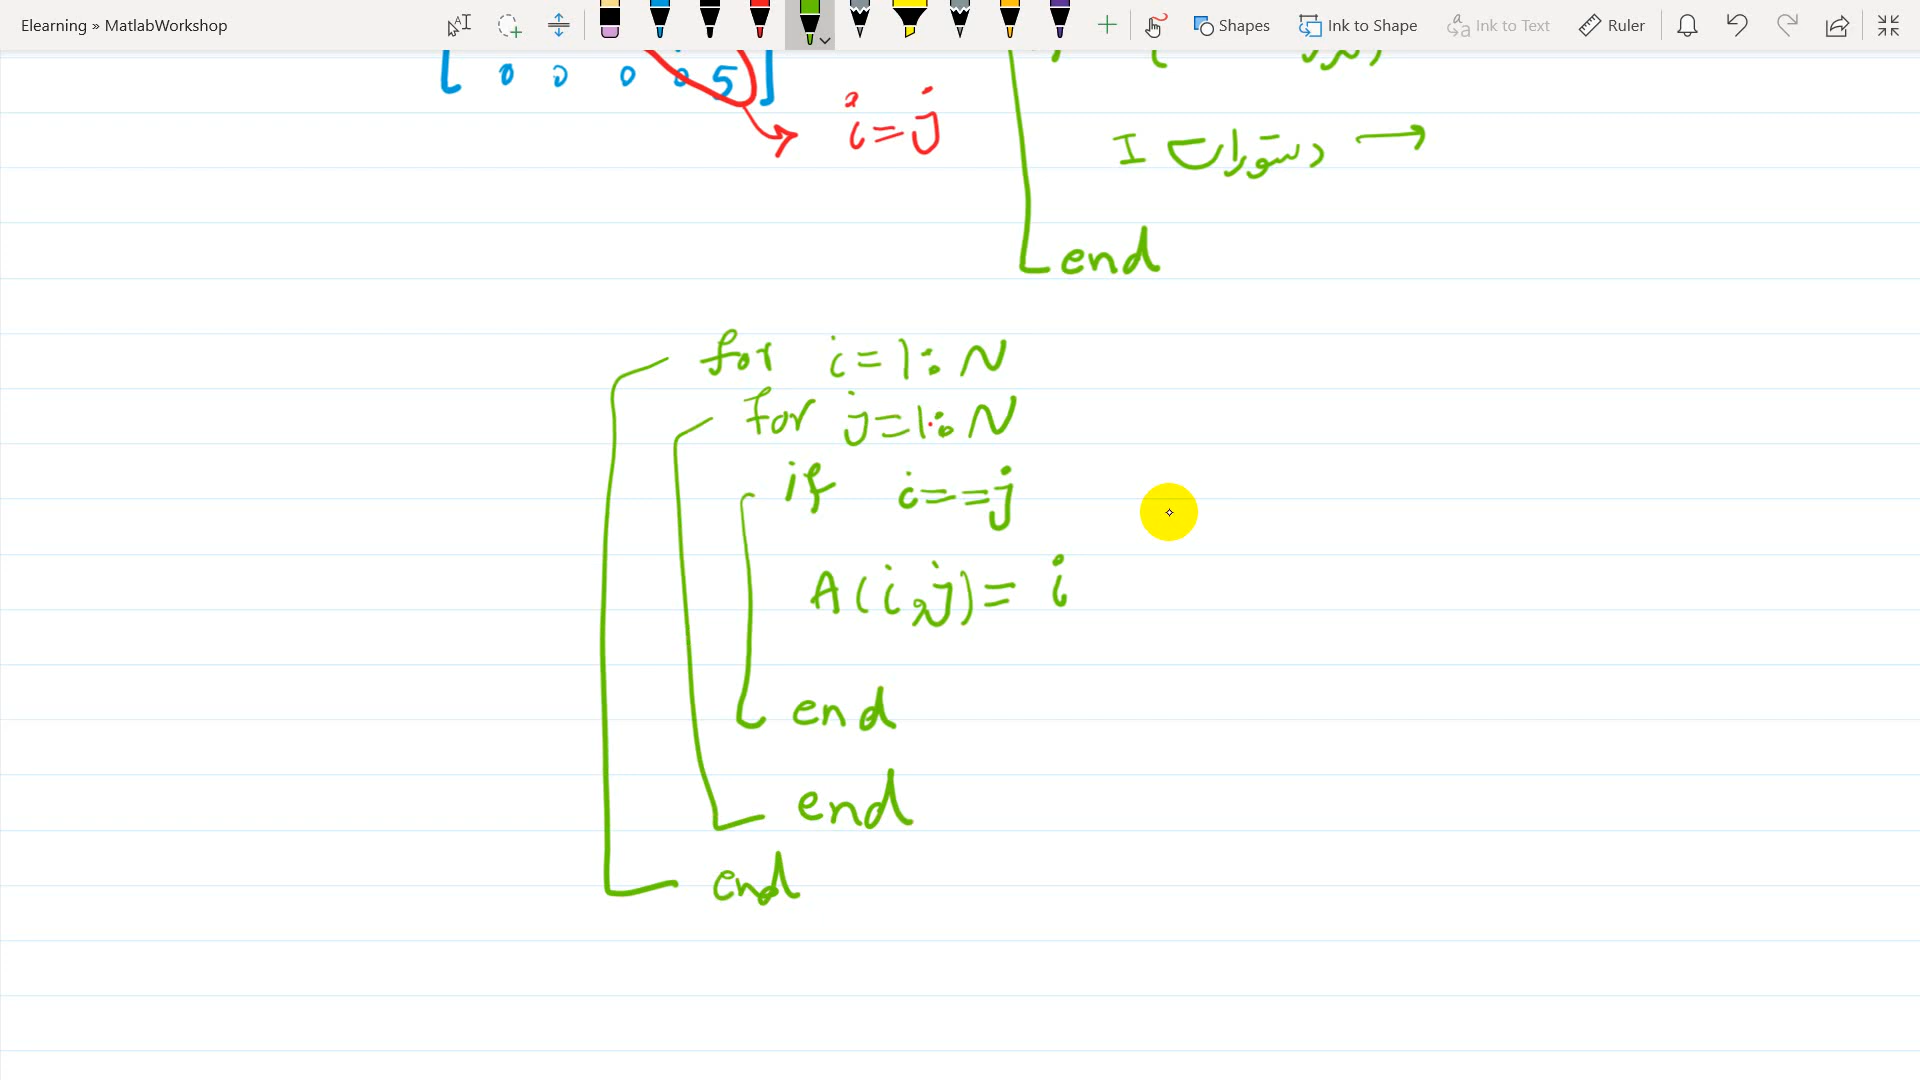 Elearning » MatlabWorkshop
Shapes
Ink to Shape
Ink to Text
Ruler
[ 0 0 0 0 5 ]
i = j
دستورات I →
end
for i=1:N
for j=1:N
if i==j
A(i,j)= i
end
end
end